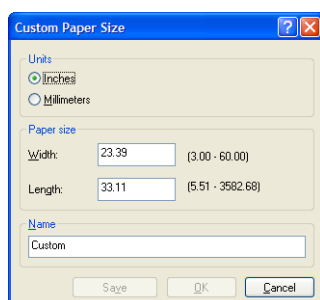 Custom Paper Size
Units
Inches
Millimeters
Paper size
Width: 23.39 (3.00 - 60.00)
Length: 33.11 (5.51 - 3582.68)
Name
Custom
Save OK Cancel